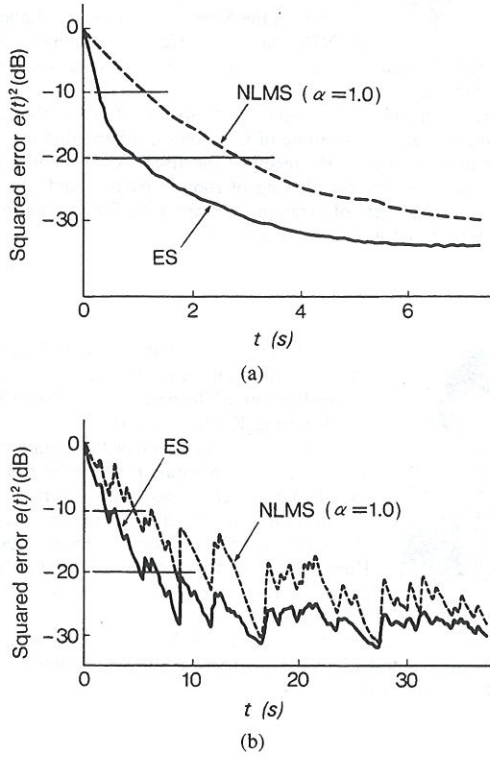 0
-10
-20
-30
Squared error e(t)² (dB)
NLMS (α=1.0)
ES
0
2
4
6
t (s)
(a)
0
-10
-20
-30
Squared error e(t)² (dB)
ES
NLMS (α=1.0)
0
10
20
30
t (s)
(b)